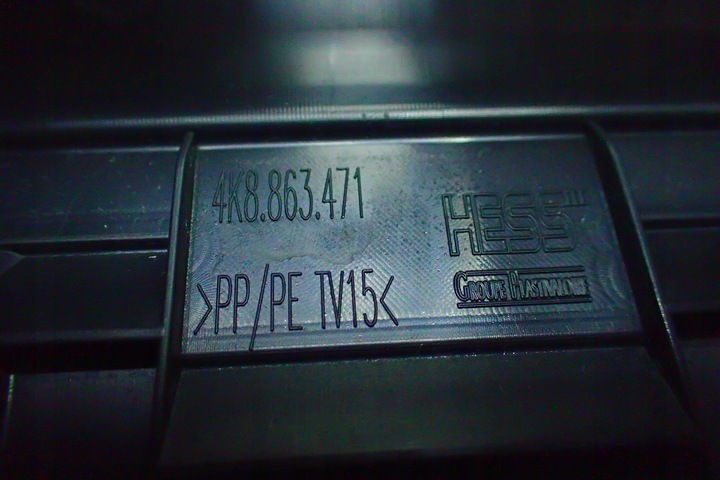 4K8.863.471
HESS
>PP/PE TV15<
GROUPE PLASTIVALOIRE